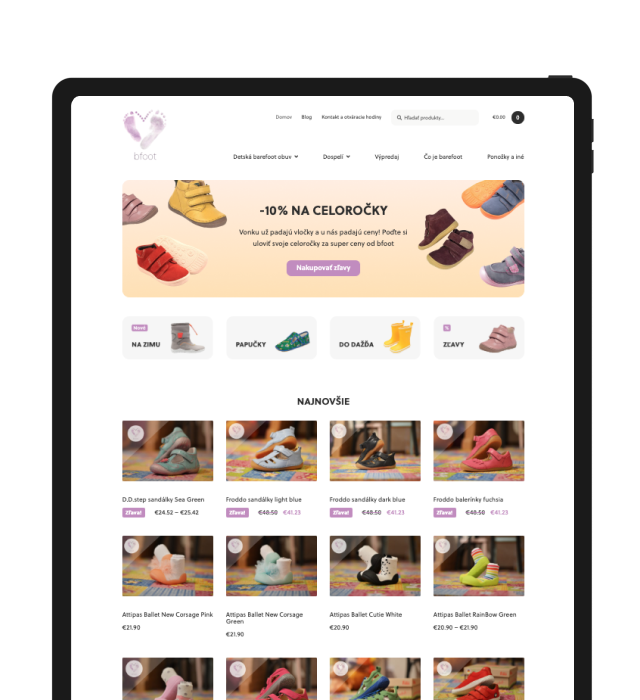 Domov Blog Kontakt a otváracie hodiny Hľadať produkty... €0.00 0
bfoot
Detská barefoot obuv Dospelí Výpredaj Čo je barefoot Ponožky a iné
-10% NA CELOROČKY
Vonku už padajú vločky a u nás padajú ceny! Poďte si
uloviť svoje celoročky za super ceny od bfoot
Nakupovať zľavy
Nové %
NA ZIMU PAPUČKY DO DAŽĎA ZĽAVY
NAJNOVŠIE
D.D.step sandálky Sea Green Froddo sandálky light blue Froddo sandálky dark blue Froddo balerínky fuchsia
Zľava! €24.52 – €25.42 Zľava! €48.50 €41.23 Zľava! €48.50 €41.23 Zľava! €48.50 €41.23
Attipas Ballet New Corsage Pink Attipas Ballet New Corsage Green Attipas Ballet Cutie White Attipas Ballet RainBow Green
€21.90 €21.90 €20.90 €20.90 – €21.90